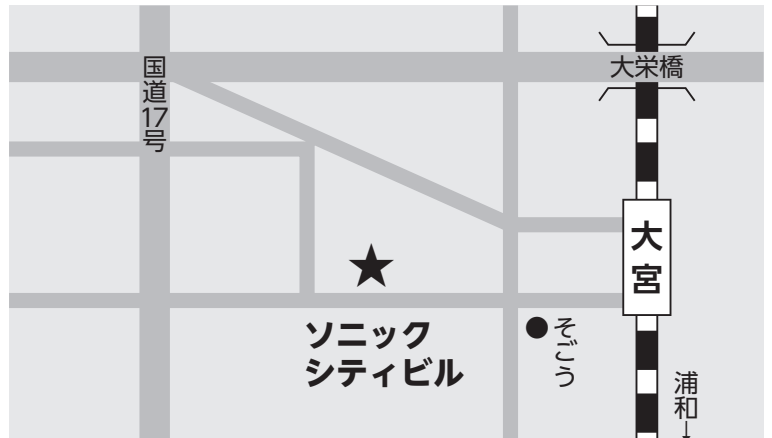 国道17号
大栄橋
大宮
ソニック
シティビル
そごう
浦和↓